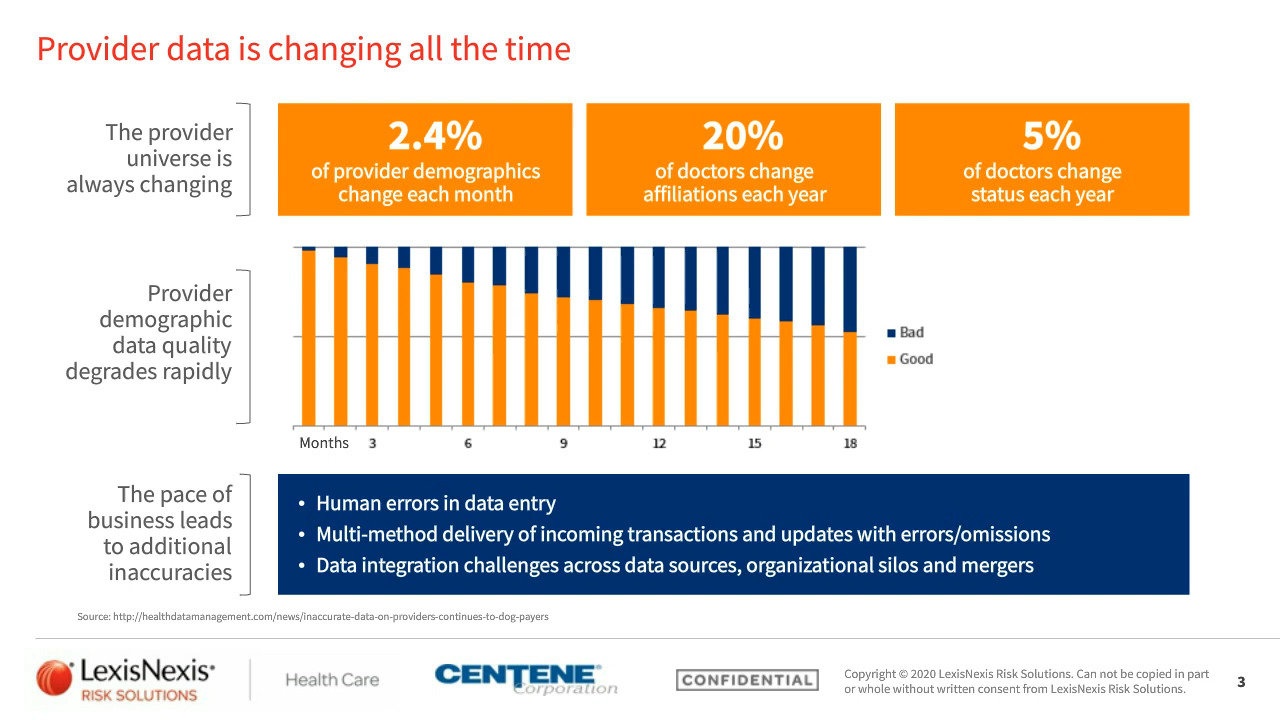 Provider data is changing all the time
The provider
universe is
always changing
2.4%
of provider demographics
change each month
20%
of doctors change
affiliations each year
5%
of doctors change
status each year
Provider
demographic
data quality
degrades rapidly
Bad
Good
Months 3 6 9 12 15 18
The pace of
business leads
to additional
inaccuracies
• Human errors in data entry
• Multi-method delivery of incoming transactions and updates with errors/omissions
• Data integration challenges across data sources, organizational silos and mergers
Source: http://healthdatamanagement.com/news/inaccurate-data-on-providers-continues-to-dog-payers
LexisNexis®
RISK SOLUTIONS
Health Care
CENTENE®
Corporation
CONFIDENTIAL
Copyright © 2020 LexisNexis Risk Solutions. Can not be copied in part
or whole without written consent from LexisNexis Risk Solutions.
3